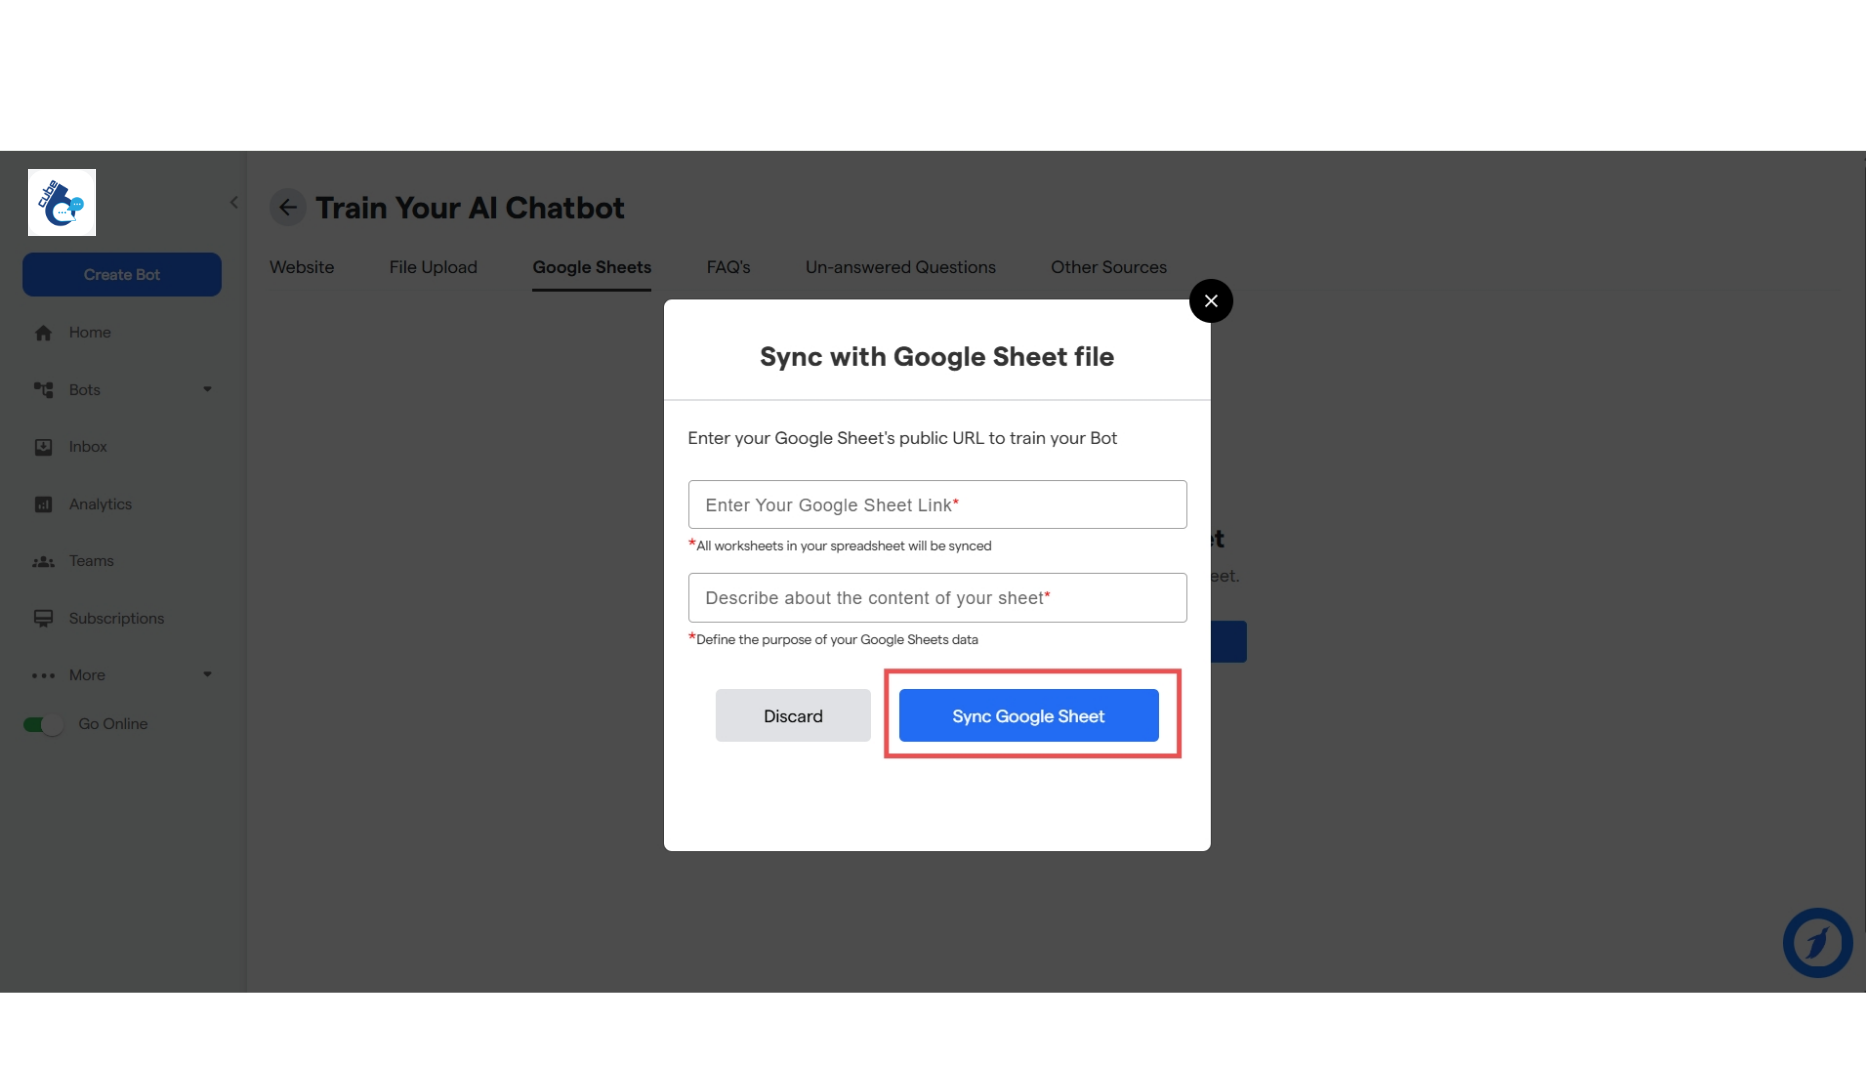 cube
Train Your AI Chatbot
Create Bot
Website File Upload Google Sheets FAQ's Un-answered Questions Other Sources
Home
Bots
Inbox
Analytics
Teams
Subscriptions
More
Go Online
Sync with Google Sheet file
Enter your Google Sheet's public URL to train your Bot
Enter Your Google Sheet Link*
*All worksheets in your spreadsheet will be synced
Describe about the content of your sheet*
*Define the purpose of your Google Sheets data
Discard Sync Google Sheet
eet.